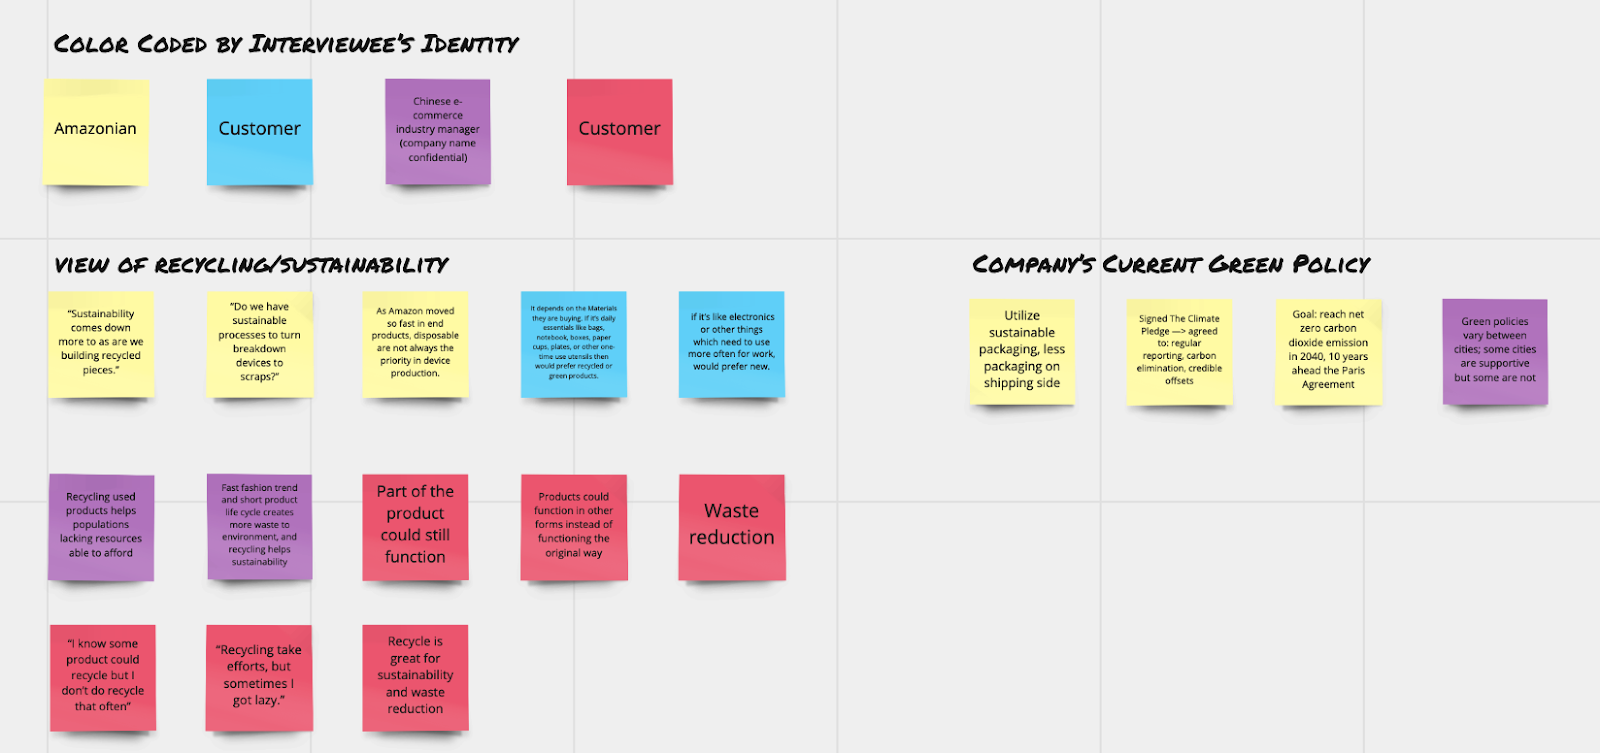 Color Coded by Interviewee's Identity
Amazonian
Customer
Chinese e-
commerce
industry manager
(company name
confidential)
Customer
View of recycling/sustainability
"Sustainability
comes down
more to as are we
building recycled
pieces."
"Do we have
sustainable
processes to turn
breakdown
devices to
scraps?"
As Amazon moved
so fast in end
products, disposable
are not always the
priority in device
production.
It depends on the Materials
they are buying. If it's daily
essentials like bags,
notebook, boxes, paper
cups, plates, or other one-
time use utensils then
would prefer recycled or
green products.
if it's like electronics
or other things
which need to use
more often for work,
would prefer new.
Recycling used
products helps
populations
lacking resources
able to afford
Fast fashion trend
and short product
life cycle creates
more waste to
environment, and
recycling helps
sustainability
Part of the
product
could still
function
Products could
function in other
forms instead of
functioning the
original way
Waste
reduction
"I know some
product could
recycle but I
don't do recycle
that often"
"Recycling take
efforts, but
sometimes I
got lazy."
Recycle is
great for
sustainability
and waste
reduction
Company's Current Green Policy
Utilize
sustainable
packaging, less
packaging on
shipping side
Signed The Climate
Pledge —> agreed
to: regular
reporting, carbon
elimination, credible
offsets
Goal: reach net
zero carbon
dioxide emission
in 2040, 10 years
ahead the Paris
Agreement
Green policies
vary between
cities; some cities
are supportive
but some are not